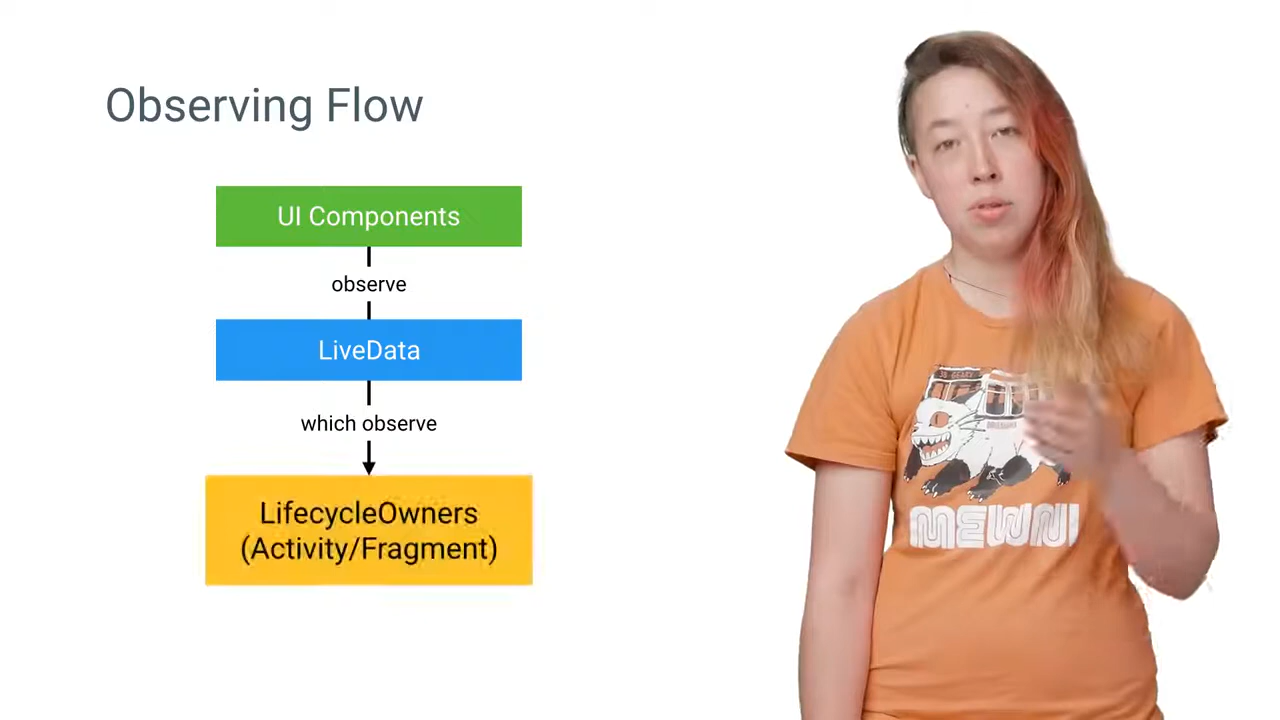 Observing Flow
UI Components
observe
LiveData
which observe
LifecycleOwners
(Activity/Fragment)
MEWNI